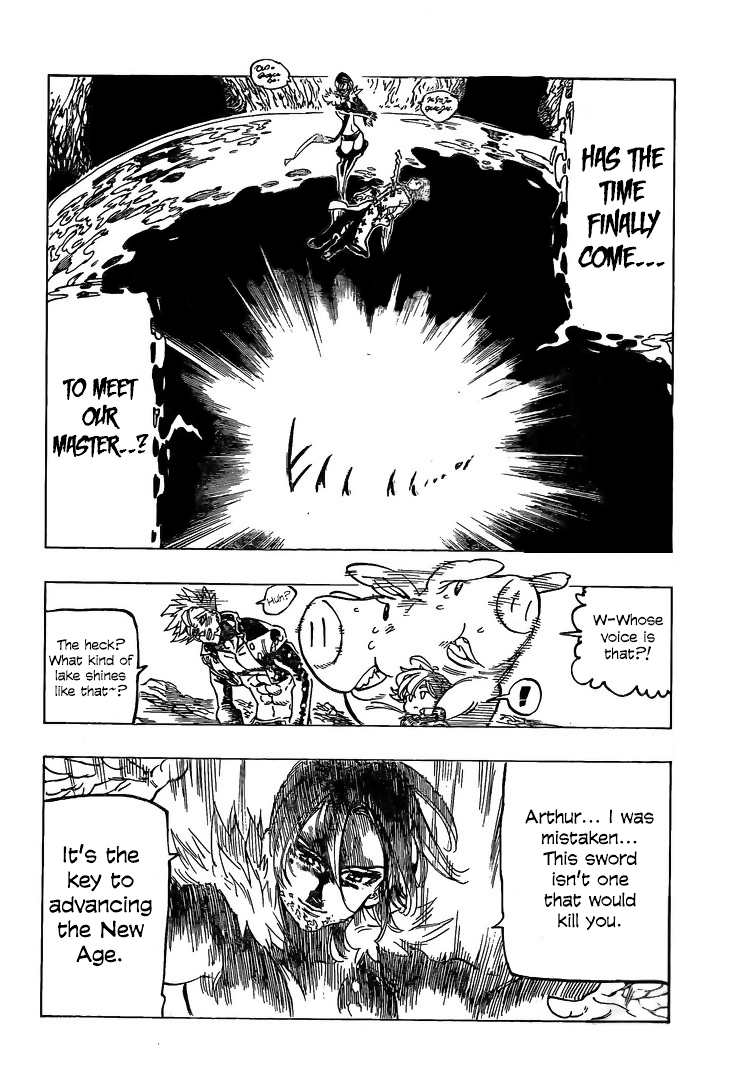 HAS THE
TIME
FINALLY
COME...
TO MEET
OUR
MASTER..?
W-Whose
voice is
that?!
!
Huh?
The heck?
What kind of
lake shines
like that~?
Arthur... I was
mistaken...
This sword
isn't one
that would
kill you.
It's the
key to
advancing
the New
Age.